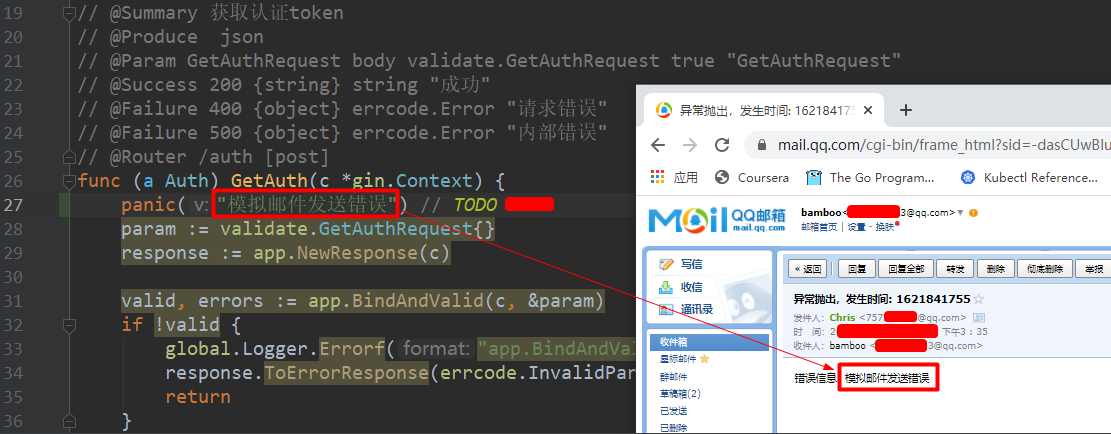 19 // @Summary 获取认证token
20 // @Produce  json
21 // @Param GetAuthRequest body validate.GetAuthRequest true "GetAuthRequest"
22 // @Success 200 {string} string "成功"
23 // @Failure 400 {object} errcode.Error "请求错误"
24 // @Failure 500 {object} errcode.Error "内部错误"
25 // @Router /auth [post]
26 func (a Auth) GetAuth(c *gin.Context) {
27 panic( v: "模拟邮件发送错误") // TODO
28 param := validate.GetAuthRequest{}
29 response := app.NewResponse(c)
30
31 valid, errors := app.BindAndValid(c, &param)
32 if !valid {
33 global.Logger.Errorf( format: "app.BindAndVal
34 response.ToErrorResponse(errcode.InvalidPar
35 return
36 }
异常抛出，发生时间: 1621841755
mail.qq.com/cgi-bin/frame_html?sid=-dasCUwBlu
应用 Coursera The Go Program... Kubectl Reference...
Mail QQ邮箱 mail.qq.com
bamboo< 3@qq.com>
邮箱首页 | 设置 - 换肤
写信
收信
通讯录
收件箱
星标邮件
群邮件
草稿箱(2)
已发送
已删除
« 返回 回复 回复全部 转发 删除 彻底删除 举报
异常抛出，发生时间: 1621841755
发件人: Chris <757 @qq.com>
时 间: 2 下午3：35
收件人: bamboo < 3@qq.com>
错误信息 模拟邮件发送错误